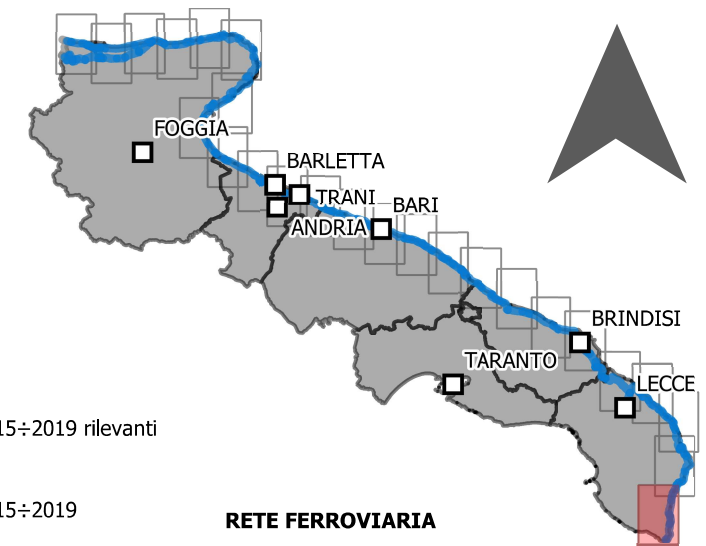 FOGGIA
BARLETTA
TRANI
BARI
ANDRIA
BRINDISI
TARANTO
LECCE
15÷2019 rilevanti
15÷2019
RETE FERROVIARIA